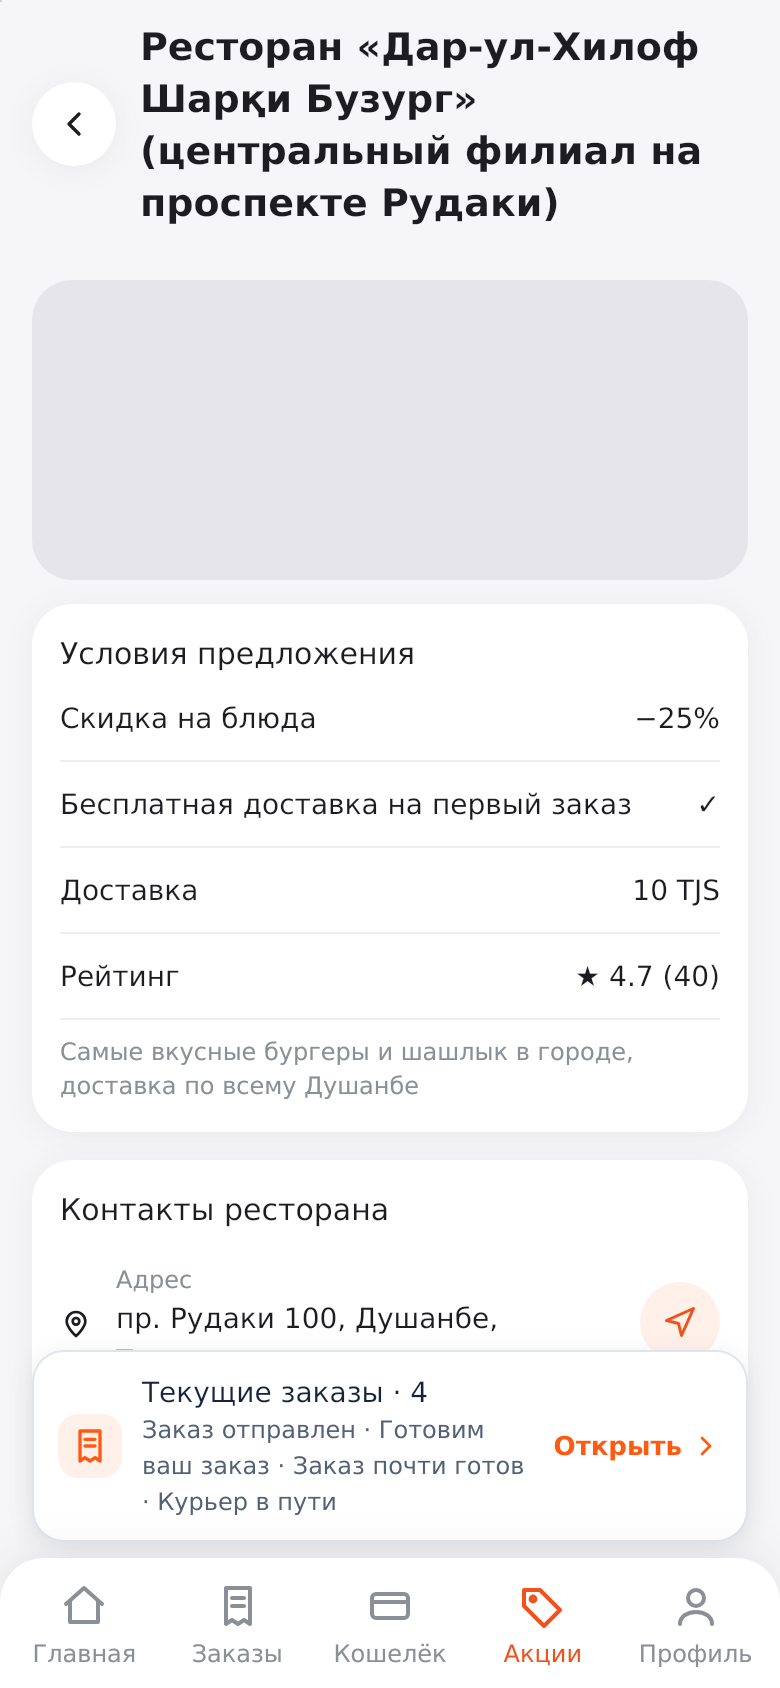 Ресторан «Дар-ул-Хилоф
Шарқи Бузург»
(центральный филиал на
проспекте Рудаки)
Условия предложения
Скидка на блюда −25%
Бесплатная доставка на первый заказ ✓
Доставка 10 TJS
Рейтинг ★ 4.7 (40)
Самые вкусные бургеры и шашлык в городе,
доставка по всему Душанбе
Контакты ресторана
Адрес
пр. Рудаки 100, Душанбе,
Текущие заказы · 4
Заказ отправлен · Готовим
ваш заказ · Заказ почти готов
· Курьер в пути
Открыть
Главная Заказы Кошелёк Акции Профиль